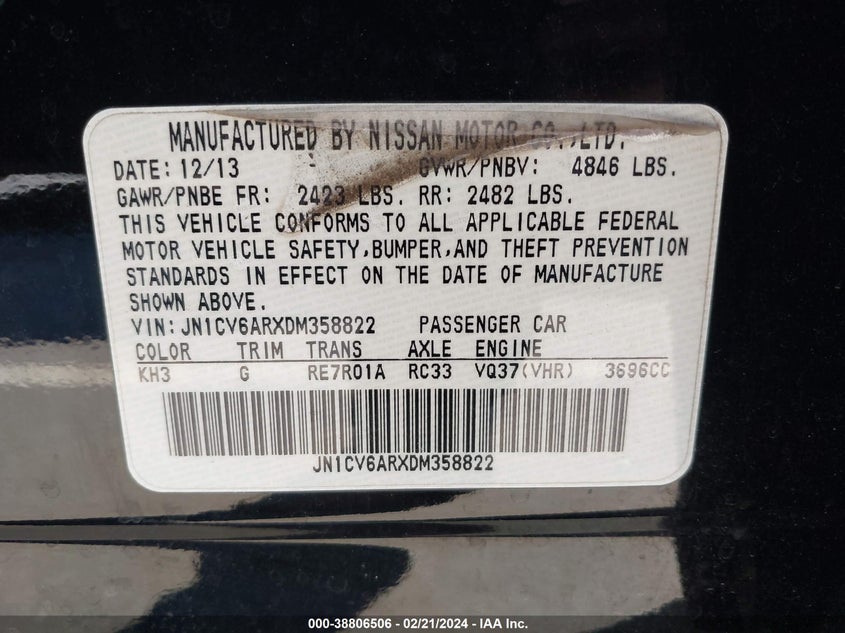 MANUFACTURED BY NISSAN MOTOR CO.,LTD.
DATE: 12/13 GVWR/PNBV: 4846 LBS.
GAWR/PNBE FR: 2423 LBS. RR: 2482 LBS.
THIS VEHICLE CONFORMS TO ALL APPLICABLE FEDERAL
MOTOR VEHICLE SAFETY,BUMPER,AND THEFT PREVENTION
STANDARDS IN EFFECT ON THE DATE OF MANUFACTURE
SHOWN ABOVE.
VIN:JN1CV6ARXDM358822 PASSENGER CAR
COLOR TRIM TRANS AXLE ENGINE
KH3 G RE7R01A RC33 VQ37(VHR) 3696CC
JN1CV6ARXDM358822
000-38806506 - 02/21/2024 - IAA Inc.